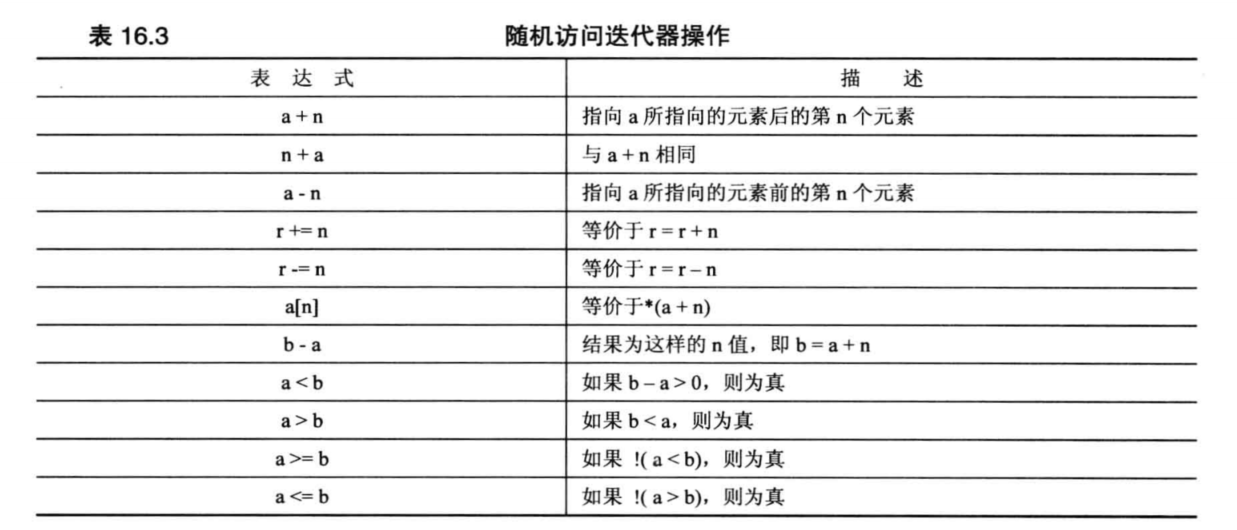 表 16.3 随机访问迭代器操作
表 达 式 描 述
a + n 指向 a 所指向的元素后的第 n 个元素
n + a 与 a + n 相同
a - n 指向 a 所指向的元素前的第 n 个元素
r += n 等价于 r = r + n
r -= n 等价于 r = r – n
a[n] 等价于*(a + n)
b - a 结果为这样的 n 值，即 b = a + n
a < b 如果 b – a > 0，则为真
a > b 如果 b < a，则为真
a >= b 如果 !( a < b)，则为真
a <= b 如果 !( a > b)，则为真